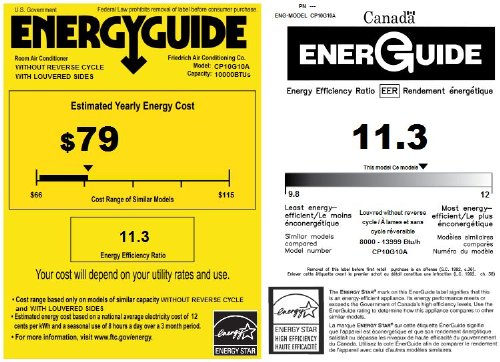 U.S. Government
Federal Law prohibits removal of label before consumer purchase.
ENERGYGUIDE
Room Air Conditioner
WITHOUT REVERSE CYCLE
WITH LOUVERED SIDES
Friedrich Air Conditioning Co.
Model: CP10G10A
Capacity: 10000BTUs
Estimated Yearly Energy Cost
$79
$66
$115
Cost Range of Similar Models
11.3
Energy Efficiency Ratio
Your cost will depend on your utility rates and use.
• Cost range based only on models of similar capacity WITHOUT REVERSE CYCLE
and WITH LOUVERED SIDES.
• Estimated energy cost based on a national average electricity cost of 12
cents per kWh and a seasonal use of 8 hours a day over a 3 month period.
• For more information, visit www.ftc.gov/energy.
energy
ENERGY STAR
PN ---
ENG-MODEL CP10G10A
Canada
ENERGUIDE
Energy Efficiency Ratio EER Rendement énergétique
11.3
This model Ce modele
9.8
12
Least energy-
efficient/Le moins
énconergétique
Louvred without reverse
cycle / À lames et sans
cycle réversible
Most energy-
efficient/Le plus
énconergétique
Similar models
compared
8000 - 13999 Btu/h
Modèles similaires
comparés
Model number
CP10G10A
Numéro du modèle
Removal of this label before first retail purchase is an offence (S.C. 1992, c.36).
Enlever cette étiquette avant le premier achat au détail constitue une infraction (L.C. 1992, ch. 36)
energy
ENERGY STAR
HIGH EFFICIENCY
HAUTE EFFICACITÉ
The ENERGY STAR® mark on this EnerGuide label signifies that this
is an energy-efficient appliance. Its energy performance meets or
exceeds the Government of Canada's high efficiency levels. Use the
EnerGuide rating to determine how this appliance compares to other
similar models.
La marque ENERGY STAR® sur cette étiquette ÉnerGuide signifie
que l'appareil est écoénergétique et que son rendement énergétique
satisfait ou dépasse les niveaux de haute efficacité du gouvernement
du Canada. Utilisez la cote ÉnerGuide afin de comparer le rendement
de l'appareil avec celui d'autres modèles similaires.